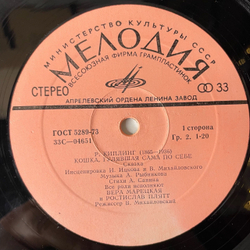 МИНИСТЕРСТВО КУЛЬТУРЫ СССР
МЕЛОДИЯ
ВСЕСОЮЗНАЯ ФИРМА ГРАМПЛАСТИНОК
СТЕРЕО
33
АПРЕЛЕВСКИЙ ОРДЕНА ЛЕНИНА ЗАВОД
ГОСТ 5289-73
33С—04651
1 сторона
Гр. 2. 1-20
Р. КИПЛИНГ (1865—1936)
КОШКА, ГУЛЯВШАЯ САМА ПО СЕБЕ
Сказка
Инсценировка Н. и В. Михайловского
Музыка А. Рыбникова
Стихи А.
Все роли исполняют
ВЕРА МАРЕЦКАЯ
и РОСТИСЛАВ ПЛЯТТ
Режиссер В. Михайловский